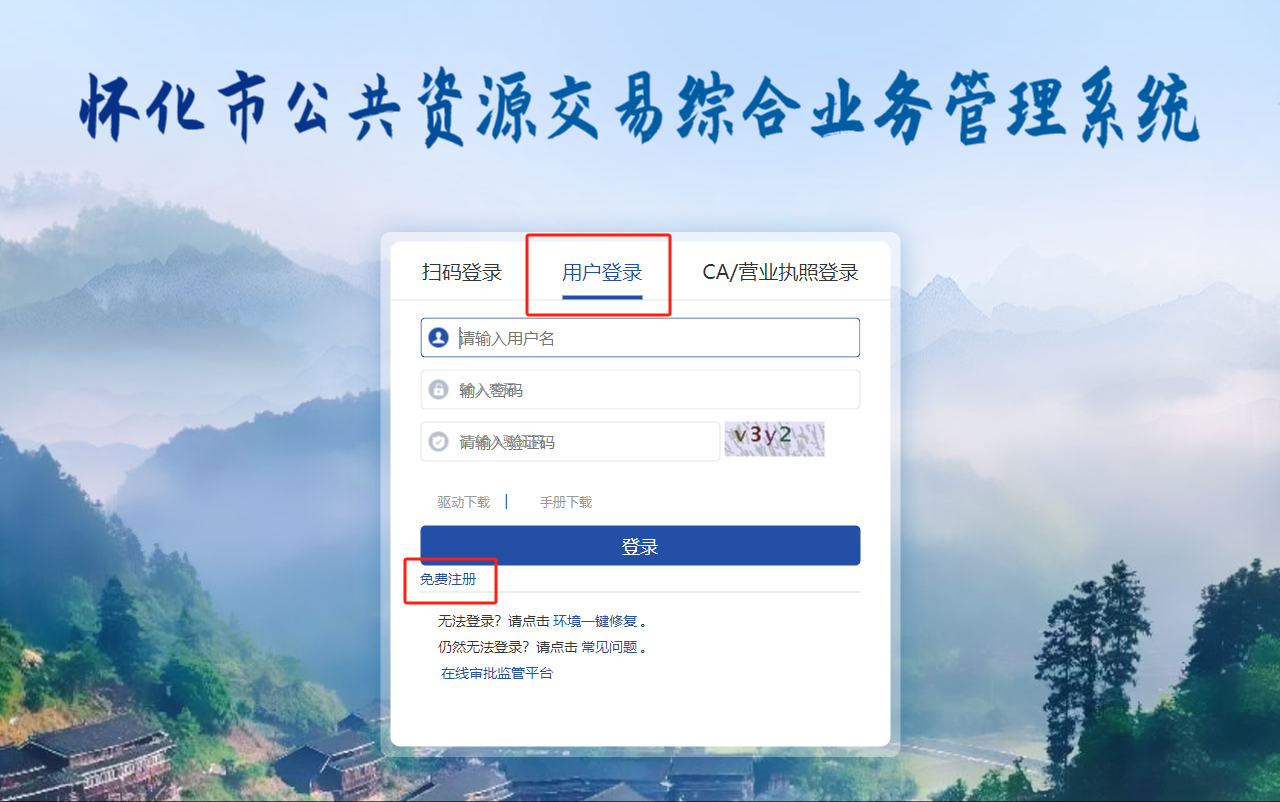 怀化市公共资源交易综合业务管理系统
扫码登录 用户登录 CA/营业执照登录
请输入用户名
输入密码
请输入验证码 v3y2
驱动下载 | 手册下载
登录
免费注册
无法登录？请点击 环境一键修复 。
仍然无法登录？请点击 常见问题 。
在线审批监管平台